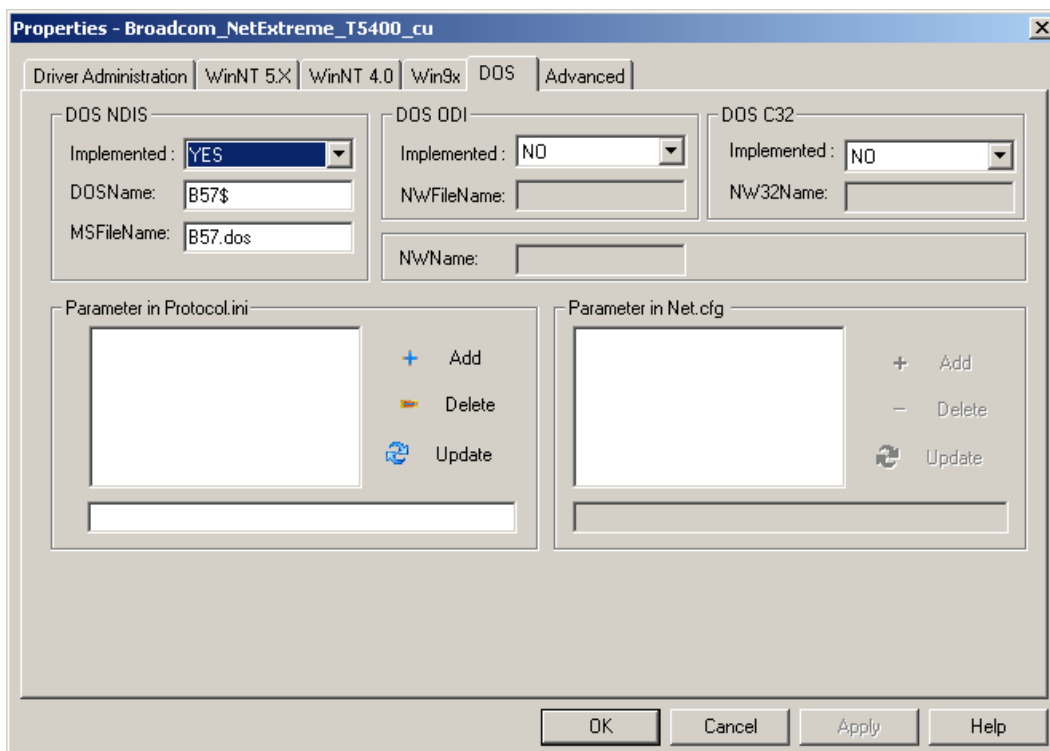 Properties - Broadcom_NetExtreme_T5400_cu
Driver Administration WinNT 5.X WinNT 4.0 Win9x DOS Advanced
DOS NDIS
Implemented : YES
DOSName: B57$
MSFileName: B57.dos
DOS ODI
Implemented : NO
NWFileName:
DOS C32
Implemented : NO
NW32Name:
NWName:
Parameter in Protocol.ini
Add
Delete
Update
Parameter in Net.cfg
Add
Delete
Update
OK Cancel Apply Help